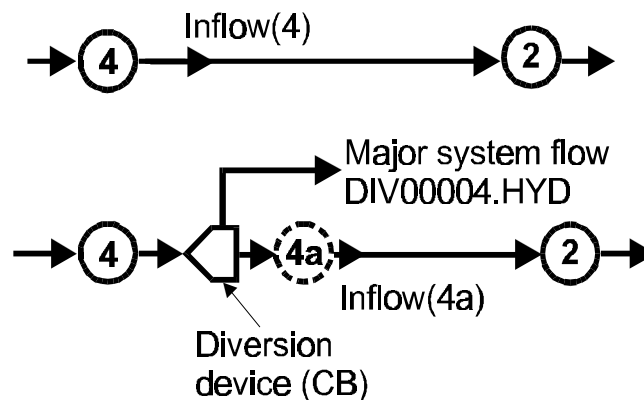 Inflow(4)
4
2
Major system flow
DIV00004.HYD
4
4a
2
Inflow(4a)
Diversion
device (CB)